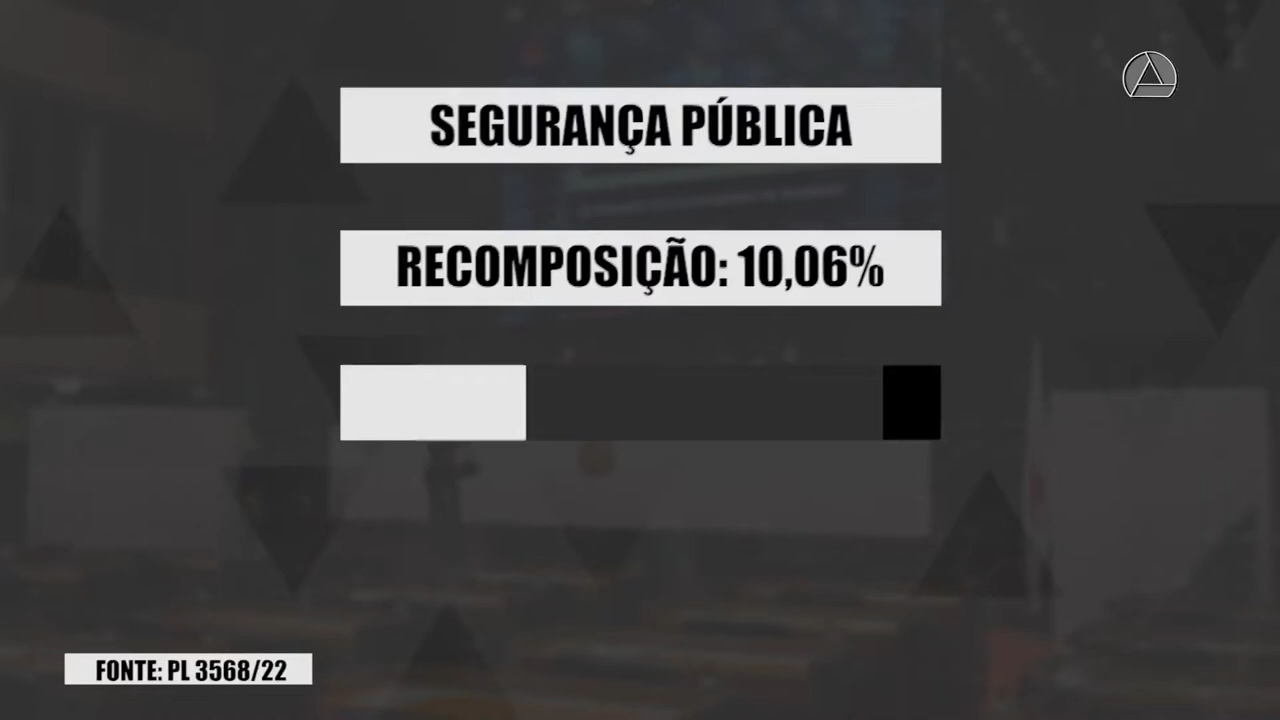 SEGURANÇA PÚBLICA
RECOMPOSIÇÃO: 10,06%
FONTE: PL 3568/22